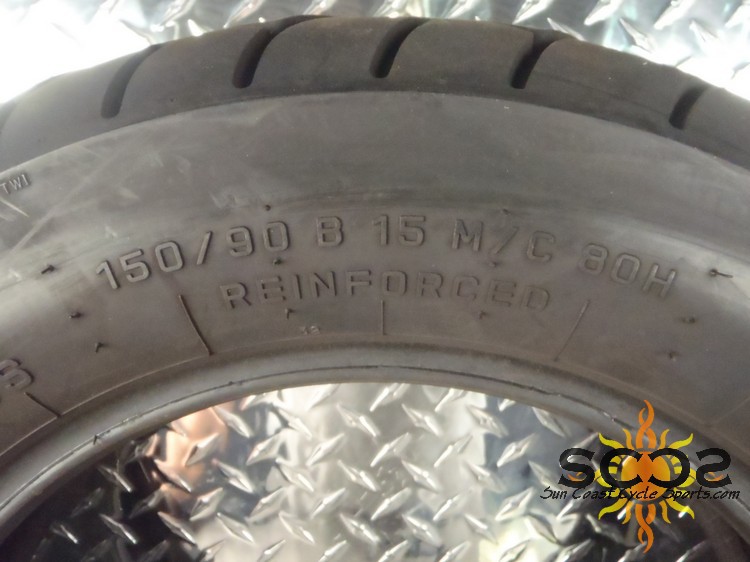 TWI
150/90 B 15 M/C 80H
REINFORCED
SCCS
Sun Coast Cycle Sports.com